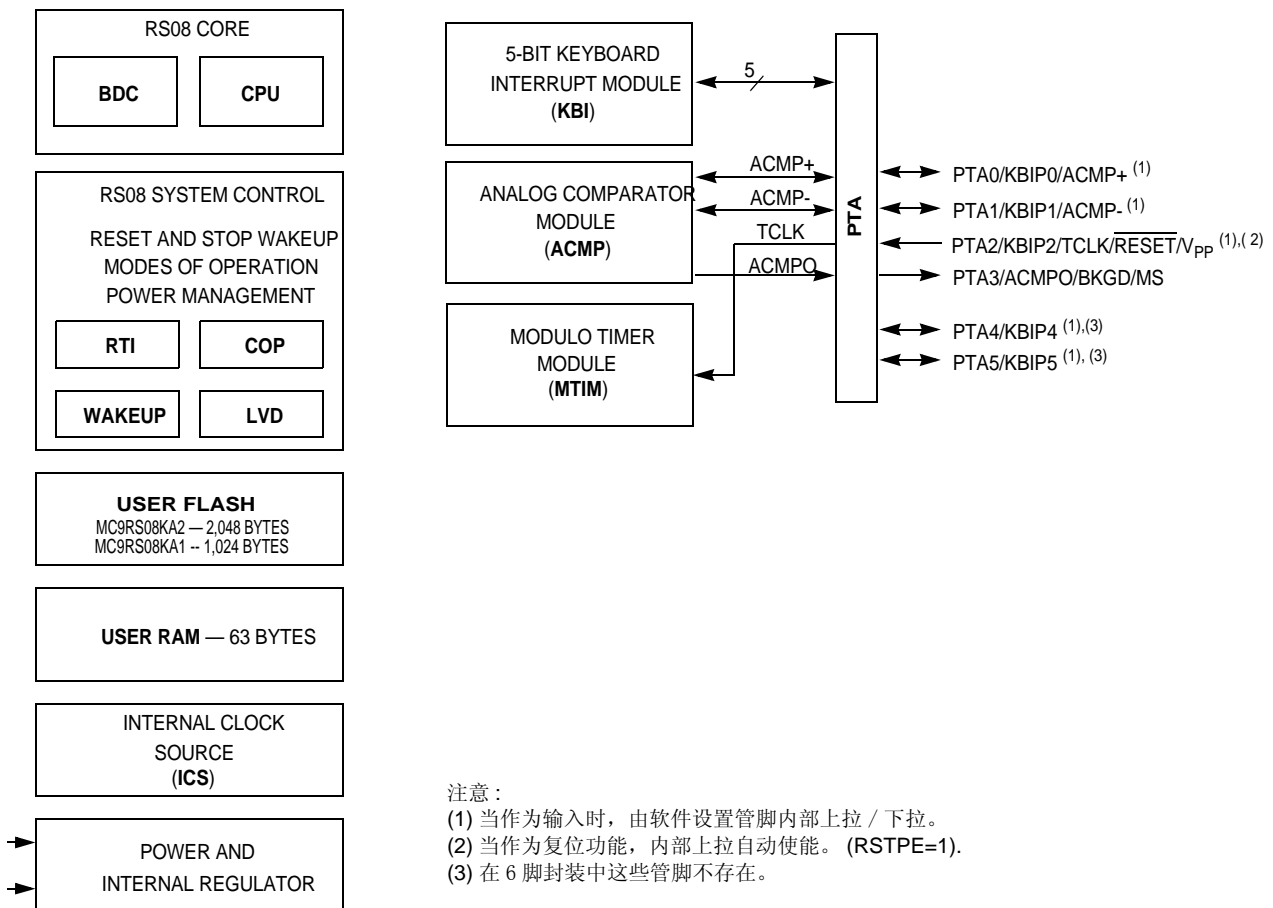 RS08 CORE
BDC
CPU
RS08 SYSTEM CONTROL
RESET AND STOP WAKEUP
MODES OF OPERATION
POWER MANAGEMENT
RTI
COP
WAKEUP
LVD
USER FLASH
MC9RS08KA2 — 2,048 BYTES
MC9RS08KA1 -- 1,024 BYTES
USER RAM — 63 BYTES
INTERNAL CLOCK
SOURCE
(ICS)
POWER AND
INTERNAL REGULATOR
5-BIT KEYBOARD
INTERRUPT MODULE
(KBI)
5
ANALOG COMPARATOR
MODULE
(ACMP)
ACMP+
ACMP-
TCLK
ACMPO
MODULO TIMER
MODULE
(MTIM)
PTA
PTA0/KBIP0/ACMP+ (1)
PTA1/KBIP1/ACMP- (1)
PTA2/KBIP2/TCLK/RESET/VPP (1),( 2)
PTA3/ACMPO/BKGD/MS
PTA4/KBIP4 (1),(3)
PTA5/KBIP5 (1), (3)
注意 :
(1) 当作为输入时，由软件设置管脚内部上拉 / 下拉。
(2) 当作为复位功能，内部上拉自动使能。 (RSTPE=1).
(3) 在 6 脚封装中这些管脚不存在。